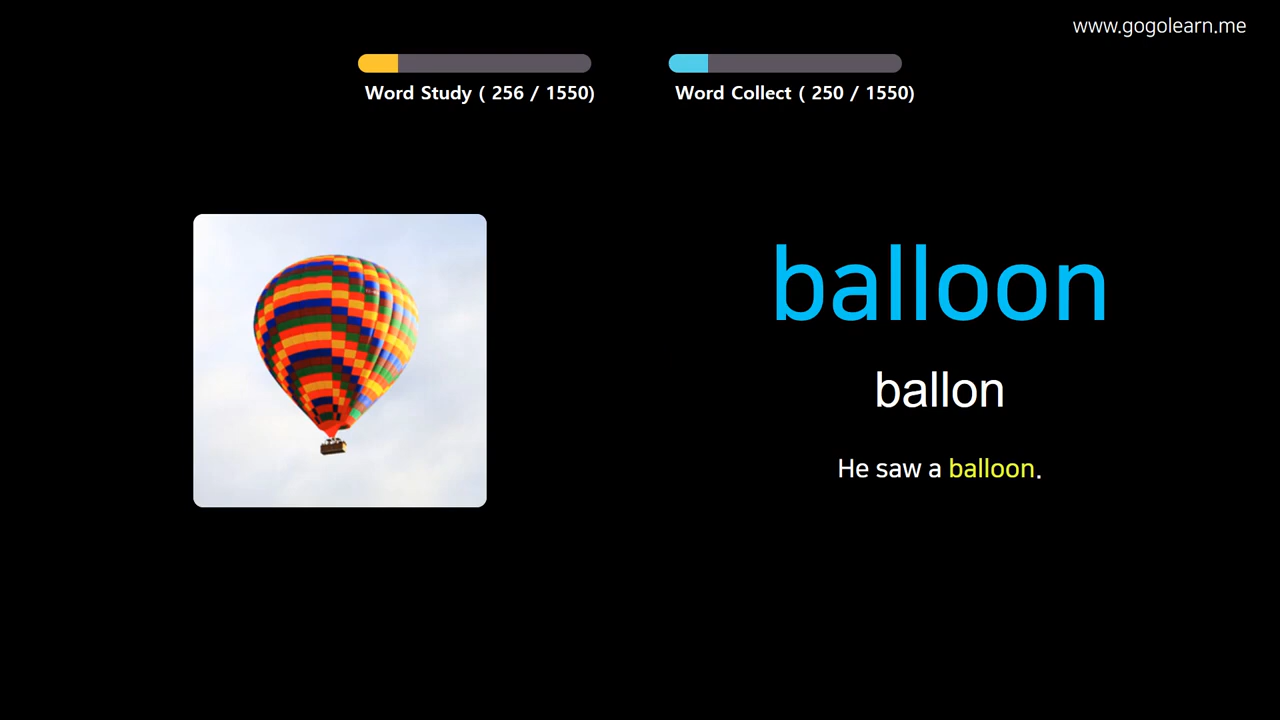 www.gogolearn.me
Word Study ( 256 / 1550)
Word Collect ( 250 / 1550)
balloon
ballon
He saw a balloon.